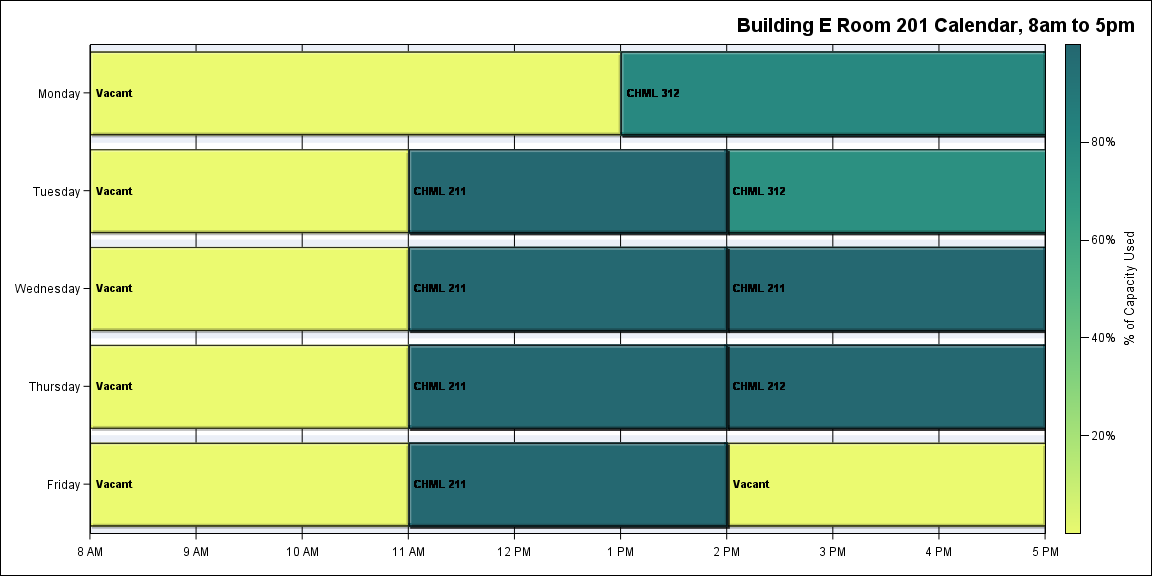 Building E Room 201 Calendar, 8am to 5pm
Monday
Vacant
CHML 312
Tuesday
Vacant
CHML 211
CHML 312
Wednesday
Vacant
CHML 211
CHML 211
Thursday
Vacant
CHML 211
CHML 212
Friday
Vacant
CHML 211
Vacant
8 AM
9 AM
10 AM
11 AM
12 PM
1 PM
2 PM
3 PM
4 PM
5 PM
80%
60%
40%
20%
% of Capacity Used